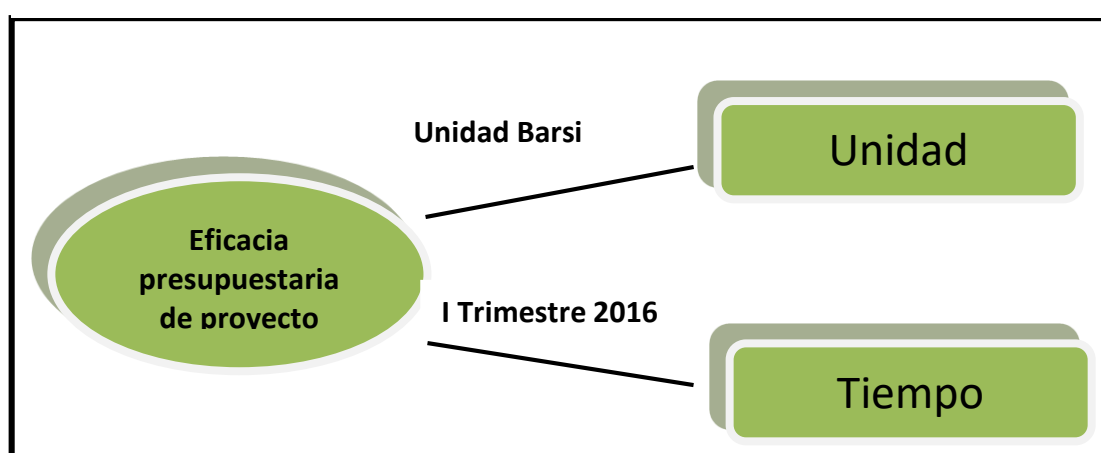 Unidad Barsi
Unidad
Eficacia
presupuestaria
de proyecto
I Trimestre 2016
Tiempo